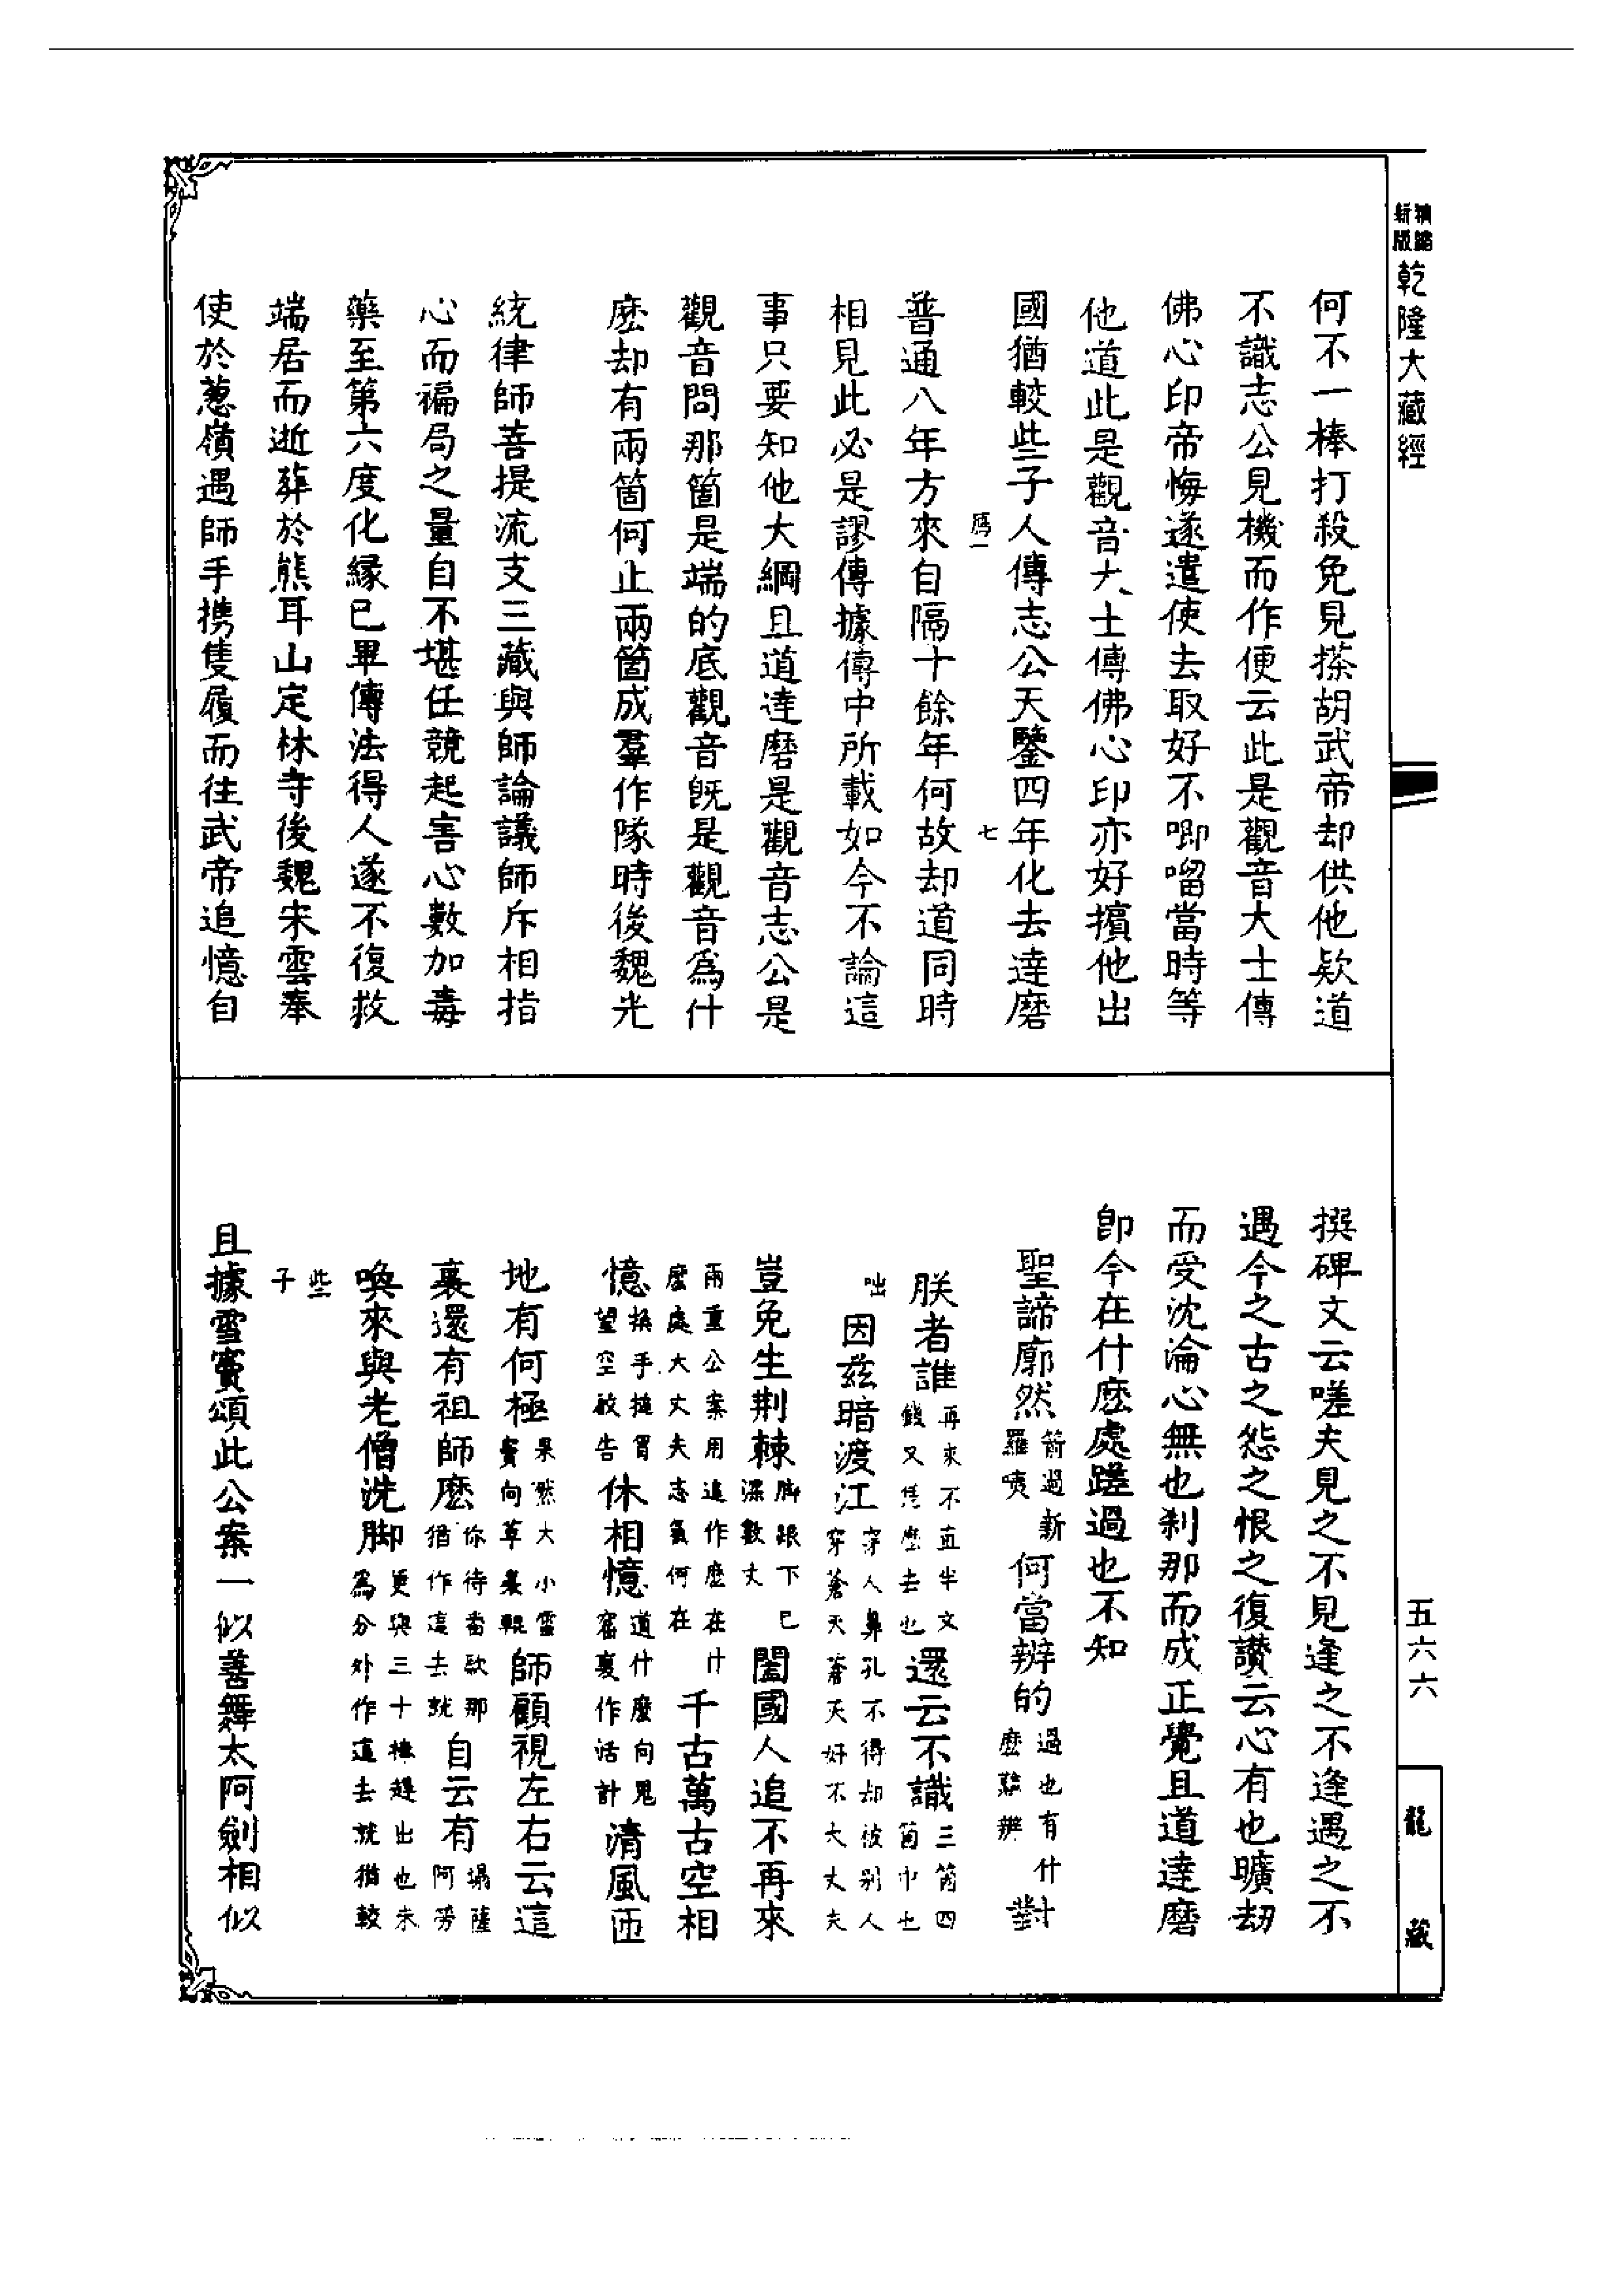 精縮新版 乾隆大藏經
何不一棒打殺免見搽胡武帝却供他欵道
不識志公見機而作便云此是觀音大士傳
佛心印帝悔遂遣使去取好不唧𠺕當時等
他道此是觀音大士傳佛心印亦好擯他出
國猶較些子人傳志公天鑒四年化去達磨
七
普通八年方來自隔十餘年何故却道同時
相見此必是謬傳據傳中所載如今不論這
事只要知他大綱且道達磨是觀音志公是
觀音問那箇是端的底觀音旣是觀音爲什
麽却有兩箇何止兩箇成羣作隊時後魏光
統律師菩提流支三藏與師論議師斥相指
心而褊局之量自不堪任競起害心數加毒
藥至第六度化緣已畢傳法得人遂不復救
端居而逝葬於熊耳山定林寺後魏宋雲奉
使於葱嶺遇師手携隻履而往武帝追憶自
五六六
龍藏
撰碑文云嗟夫見之不見逢之不逢遇之不
遇今之古之怨之恨之復讚云心有也曠劫
而受沈淪心無也剎那而成正覺且道達磨
卽今在什麽處蹉過也不知
聖諦廓然箭過新羅咦何當辨的過也有什麽難辨對
朕者誰再來不直半文錢又恁麽去也還云不識三箇四箇中也
咄因茲暗渡江穿人鼻孔不得却被別人穿蒼天蒼天好不大丈夫
豈免生荆棘脚跟下已深數丈闔國人追不再來
兩重公案用追作麽在什麽處大丈夫志氣何在千古萬古空相
憶換手搥胷望空啟告休相憶道什麽向鬼窟裏作活計清風匝
地有何極果然大小雪竇向草裏輥師顧視左右云這
裏還有祖師麽你待番欵那猶作這去就自云有塌薩阿勞
喚來與老僧洗脚更與三十棒趕出也未爲分外作這去就猶較
些子
且據雪竇頌此公案一似善舞太阿劍相似